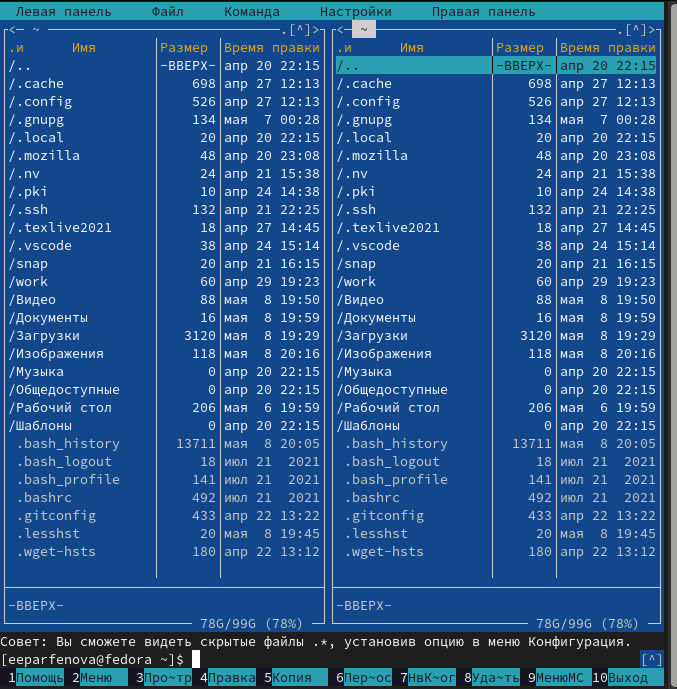 Левая панель Файл Команда Настройки Правая панель
<─ ~ .[^]> <─ ~ .[^]>
.и Имя Размер Время правки .и Имя Размер Время правки
/.. -ВВЕРХ- апр 20 22:15 /.. -ВВЕРХ- апр 20 22:15
/.cache 698 апр 27 12:13 /.cache 698 апр 27 12:13
/.config 526 апр 27 12:13 /.config 526 апр 27 12:13
/.gnupg 134 мая 7 00:28 /.gnupg 134 мая 7 00:28
/.local 20 апр 20 22:15 /.local 20 апр 20 22:15
/.mozilla 48 апр 20 23:08 /.mozilla 48 апр 20 23:08
/.nv 24 апр 21 15:38 /.nv 24 апр 21 15:38
/.pki 10 апр 24 14:38 /.pki 10 апр 24 14:38
/.ssh 132 апр 21 22:25 /.ssh 132 апр 21 22:25
/.texlive2021 18 апр 27 14:45 /.texlive2021 18 апр 27 14:45
/.vscode 38 апр 24 15:14 /.vscode 38 апр 24 15:14
/snap 20 апр 21 16:15 /snap 20 апр 21 16:15
/work 60 апр 29 19:23 /work 60 апр 29 19:23
/Видео 88 мая 8 19:50 /Видео 88 мая 8 19:50
/Документы 16 мая 8 19:59 /Документы 16 мая 8 19:59
/Загрузки 3120 мая 8 19:29 /Загрузки 3120 мая 8 19:29
/Изображения 118 мая 8 20:16 /Изображения 118 мая 8 20:16
/Музыка 0 апр 20 22:15 /Музыка 0 апр 20 22:15
/Общедоступные 0 апр 20 22:15 /Общедоступные 0 апр 20 22:15
/Рабочий стол 206 мая 6 19:59 /Рабочий стол 206 мая 6 19:59
/Шаблоны 0 апр 20 22:15 /Шаблоны 0 апр 20 22:15
.bash_history 13711 мая 8 20:05 .bash_history 13711 мая 8 20:05
.bash_logout 18 июл 21 2021 .bash_logout 18 июл 21 2021
.bash_profile 141 июл 21 2021 .bash_profile 141 июл 21 2021
.bashrc 492 июл 21 2021 .bashrc 492 июл 21 2021
.gitconfig 433 апр 22 13:22 .gitconfig 433 апр 22 13:22
.lesshst 20 мая 8 19:45 .lesshst 20 мая 8 19:45
.wget-hsts 180 апр 22 13:12 .wget-hsts 180 апр 22 13:12
-ВВЕРХ- -ВВЕРХ-
78G/99G (78%) 78G/99G (78%)
Совет: Вы сможете видеть скрытые файлы .*, установив опцию в меню Конфигурация.
[eeparfenova@fedora ~]$ [^]
1Помощь 2Меню 3Про~тр 4Правка 5Копия 6Пер~ос 7НвК~ог 8Уда~ть 9МенюMC 10Выход